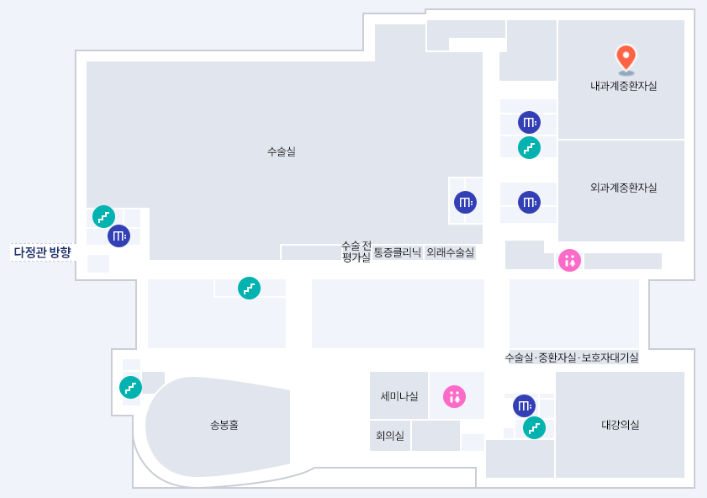 내과계중환자실
수술실
외과계중환자실
다정관 방향
수술 전
평가실
통증클리닉
외래수술실
수술실·중환자실·보호자대기실
세미나실
송봉홀
대강의실
회의실